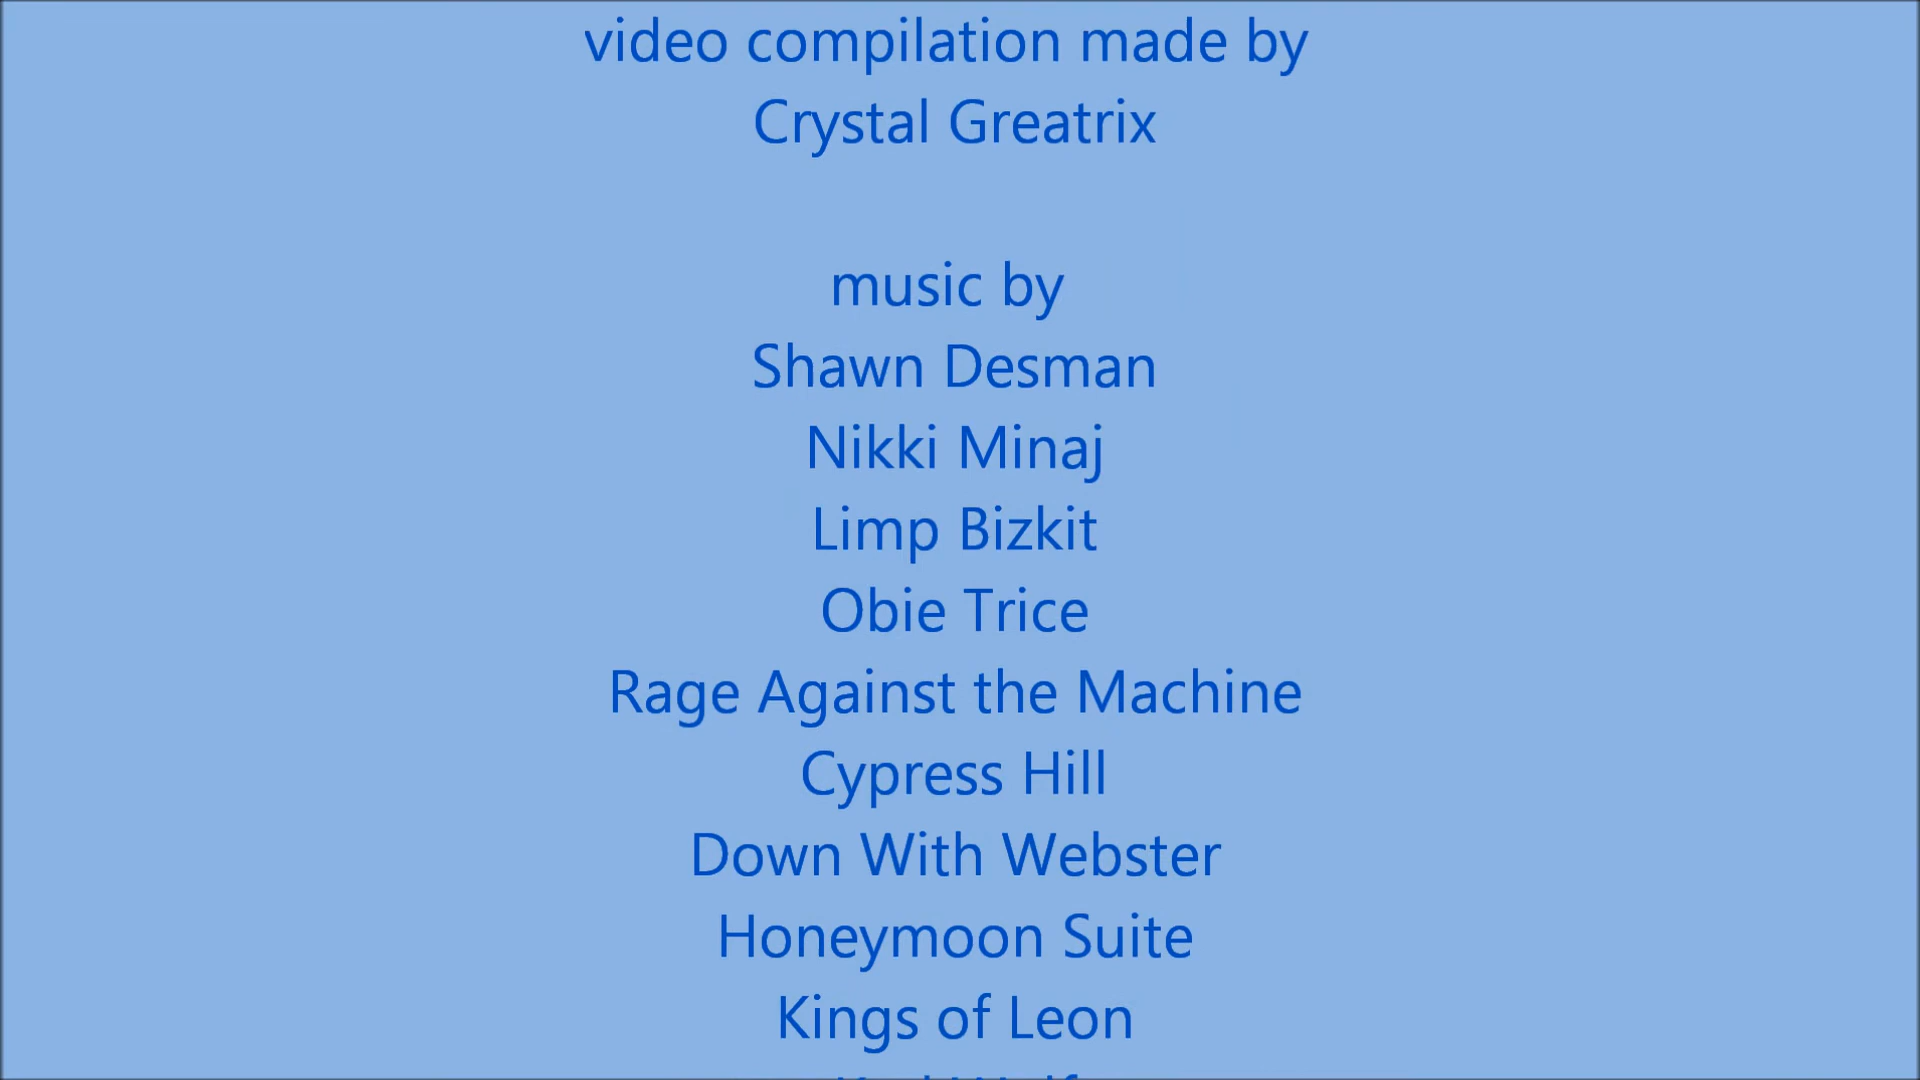 video compilation made by
Crystal Greatrix
music by
Shawn Desman
Nikki Minaj
Limp Bizkit
Obie Trice
Rage Against the Machine
Cypress Hill
Down With Webster
Honeymoon Suite
Kings of Leon